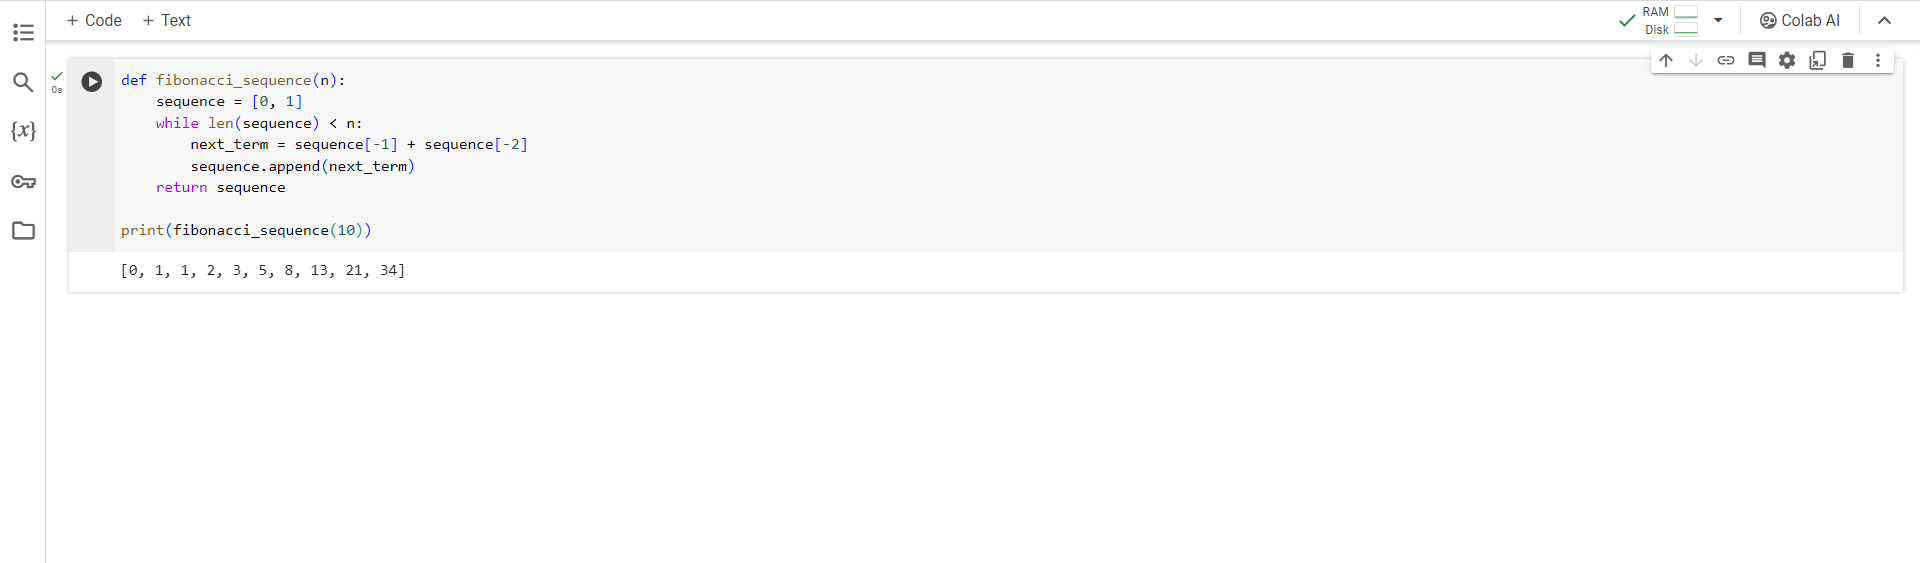 + Code + Text
RAM
Disk
Colab AI
{x}
0s
def fibonacci_sequence(n):
    sequence = [0, 1]
    while len(sequence) < n:
        next_term = sequence[-1] + sequence[-2]
        sequence.append(next_term)
    return sequence

print(fibonacci_sequence(10))
[0, 1, 1, 2, 3, 5, 8, 13, 21, 34]